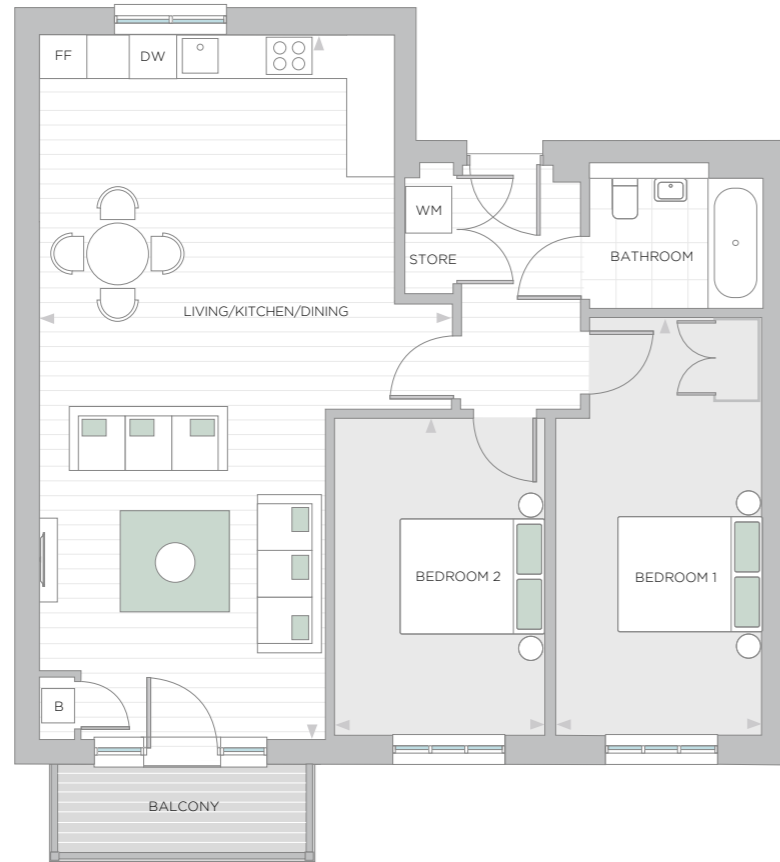 FF
DW
WM
STORE
BATHROOM
LIVING/KITCHEN/DINING
BEDROOM 2
BEDROOM 1
B
BALCONY